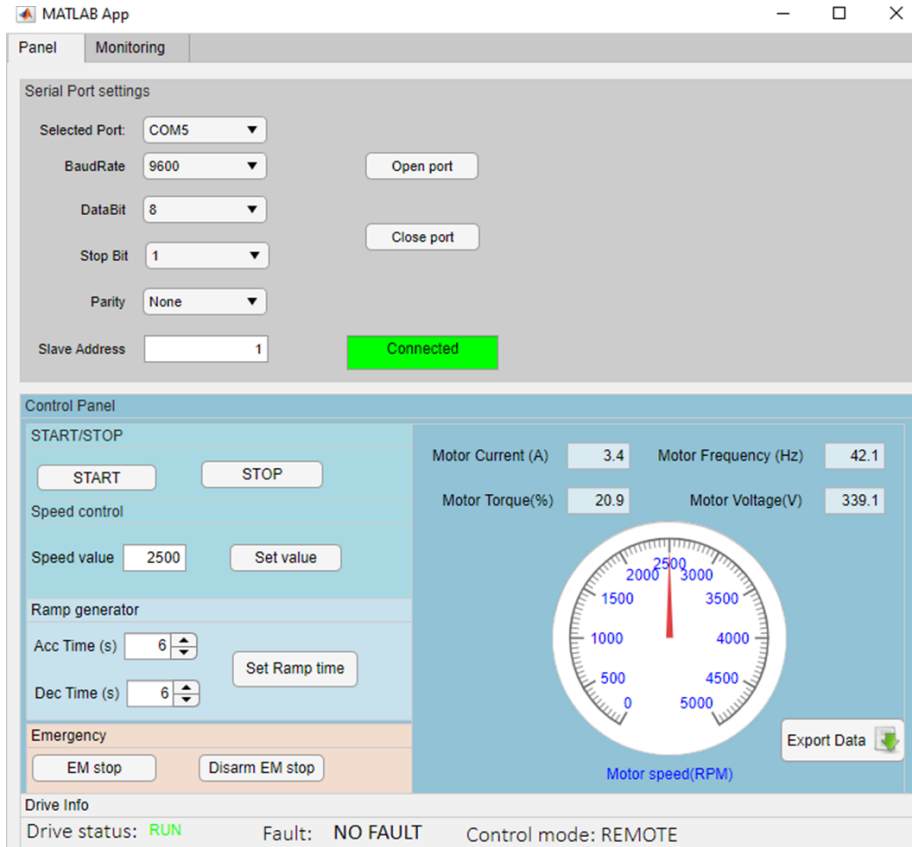 MATLAB App
Panel Monitoring
Serial Port settings
Selected Port: COM5
BaudRate 9600 Open port
DataBit 8
Close port
Stop Bit 1
Parity None
Slave Address 1 Connected
Control Panel
START/STOP
START STOP
Speed control
Speed value 2500 Set value
Ramp generator
Acc Time (s) 6
Set Ramp time
Dec Time (s) 6
Emergency
EM stop Disarm EM stop
Motor Current (A) 3.4 Motor Frequency (Hz) 42.1
Motor Torque(%) 20.9 Motor Voltage(V) 339.1
2500
2000 3000
1500 3500
1000 4000
500 4500
0 5000
Motor speed(RPM)
Export Data
Drive Info
Drive status: RUN Fault: NO FAULT Control mode: REMOTE